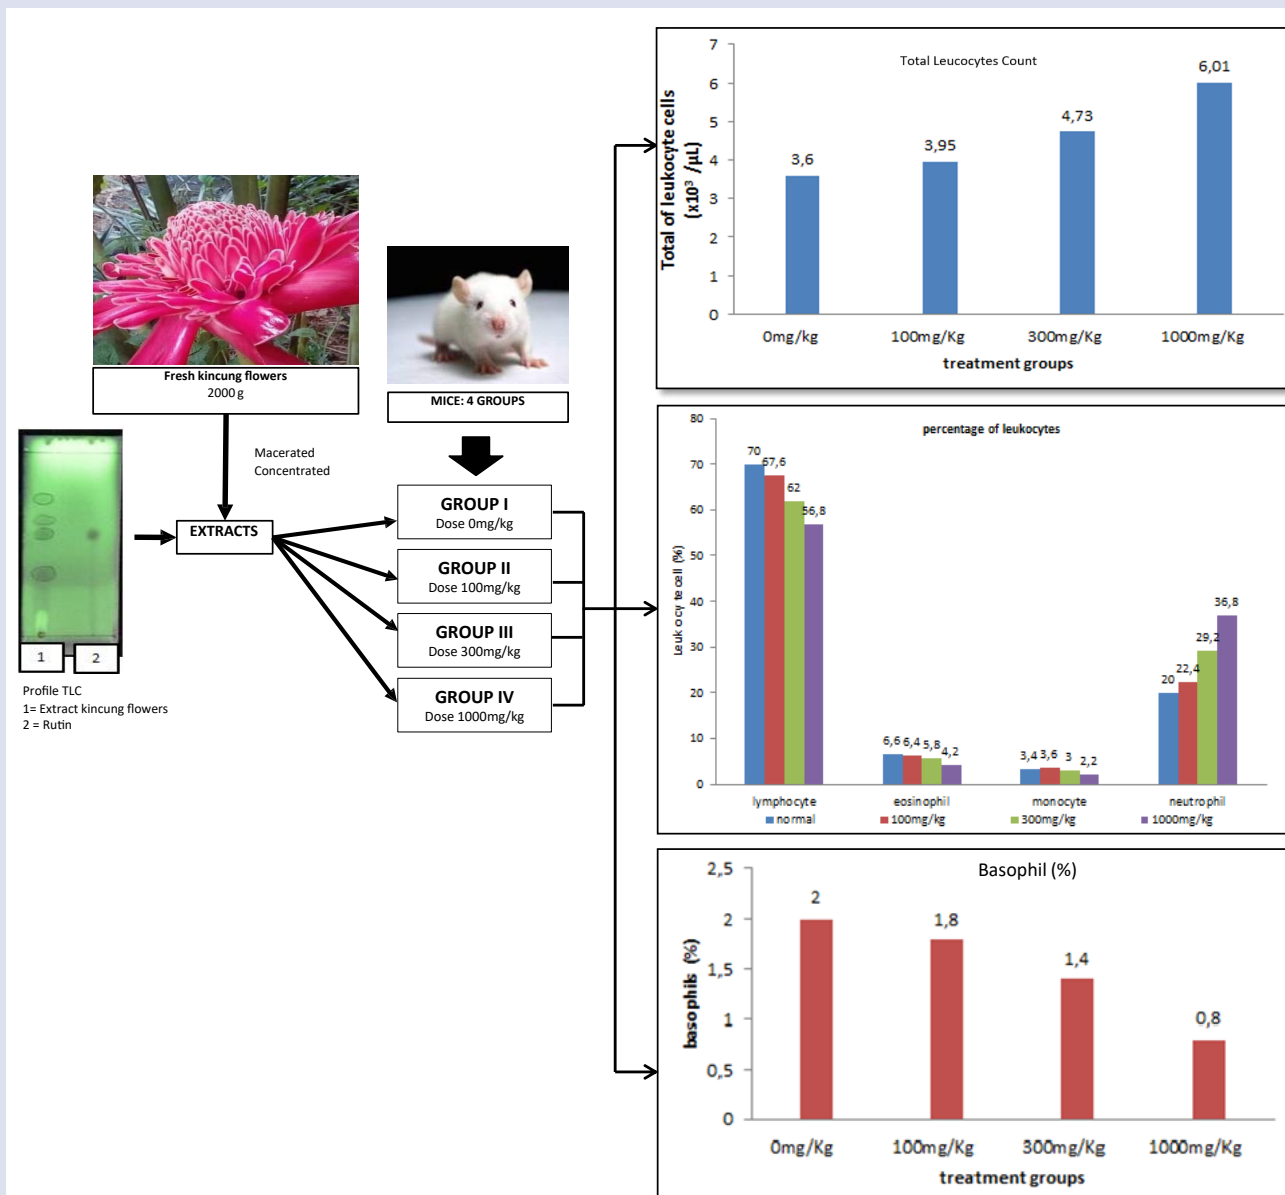 Fresh kincung flowers
2000 g
Macerated
Concentrated
1
2
Profile TLC
1= Extract kincung flowers
2 = Rutin
EXTRACTS
MICE: 4 GROUPS
GROUP I
Dose 0mg/kg
GROUP II
Dose 100mg/kg
GROUP III
Dose 300mg/kg
GROUP IV
Dose 1000mg/kg
Total Leucocytes Count
Total of leukocyte cells
(x10³ /µL)
7
6
5
4
3
2
1
0
3,6
3,95
4,73
6,01
0mg/kg
100mg/Kg
300mg/Kg
1000mg/Kg
treatment groups
percentage of leukocytes
Leukocyte cell (%)
80
70
60
50
40
30
20
10
0
70
67,6
62
56,8
6,6
6,4
5,8
4,2
3,4
3,6
3
2,2
20
22,4
29,2
36,8
lymphocyte
eosinophil
monocyte
neutrophil
normal
100mg/kg
300mg/kg
1000mg/kg
Basophil (%)
basophils (%)
2,5
2
1,5
1
0,5
0
2
1,8
1,4
0,8
0mg/Kg
100mg/Kg
300mg/Kg
1000mg/Kg
treatment groups